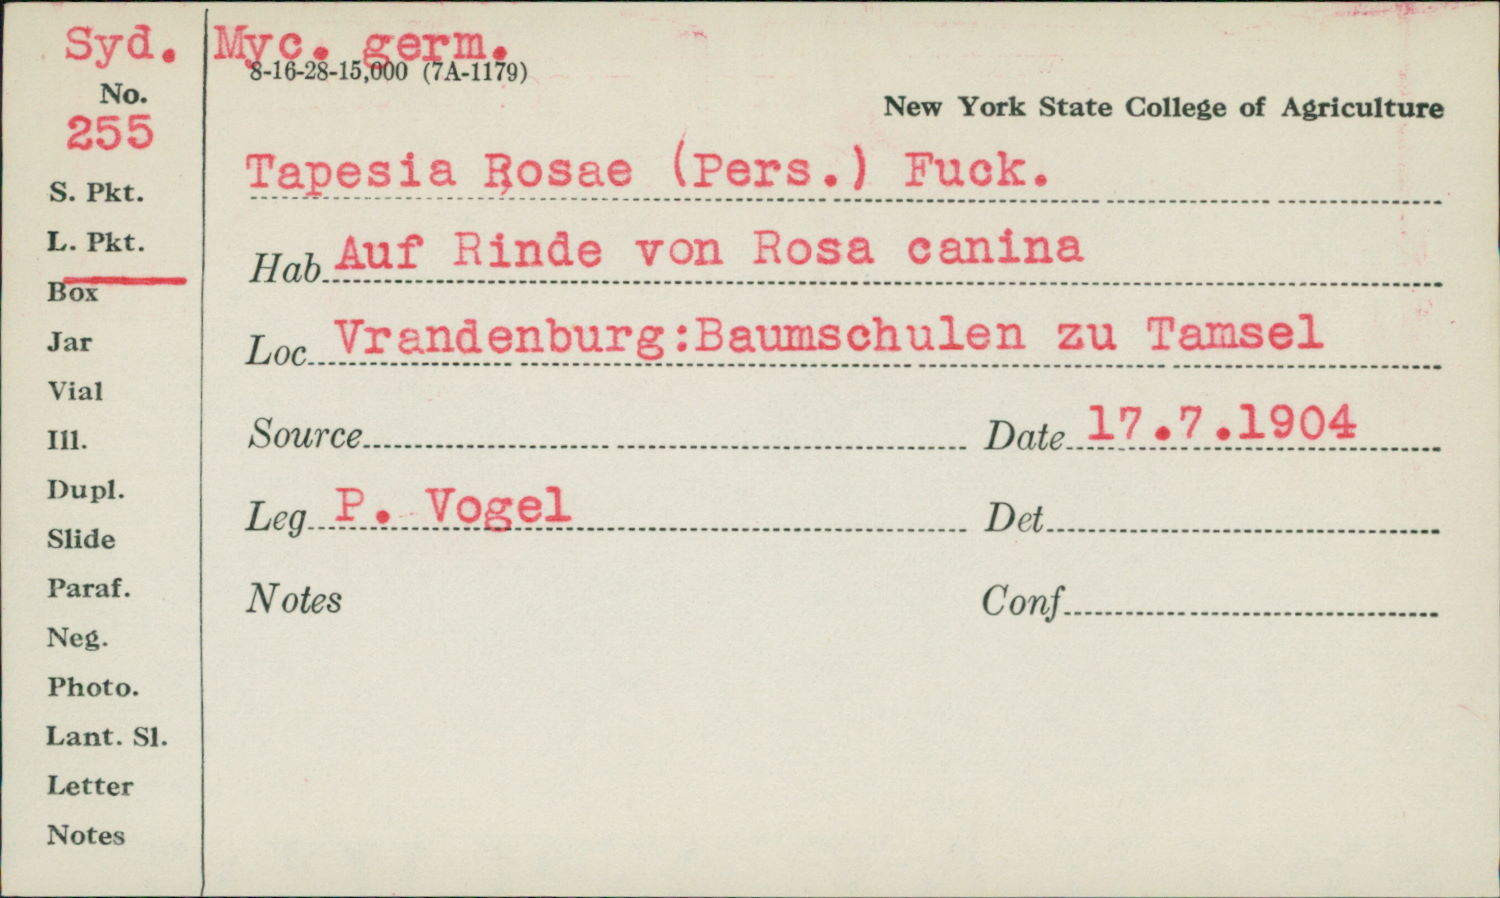 Syd. Myc. germ.
8-16-28-15,000 (7A-1179)
No.
255
New York State College of Agriculture
Tapesia Rosae (Pers.) Fuck.
S. Pkt.
L. Pkt.
Hab Auf Rinde von Rosa canina
Box
Jar
Loc Vrandenburg:Baumschulen zu Tamsel
Vial
Ill.
Source Date 17.7.1904
Dupl.
Leg P. Vogel Det
Slide
Paraf.
Notes Conf
Neg.
Photo.
Lant. Sl.
Letter
Notes